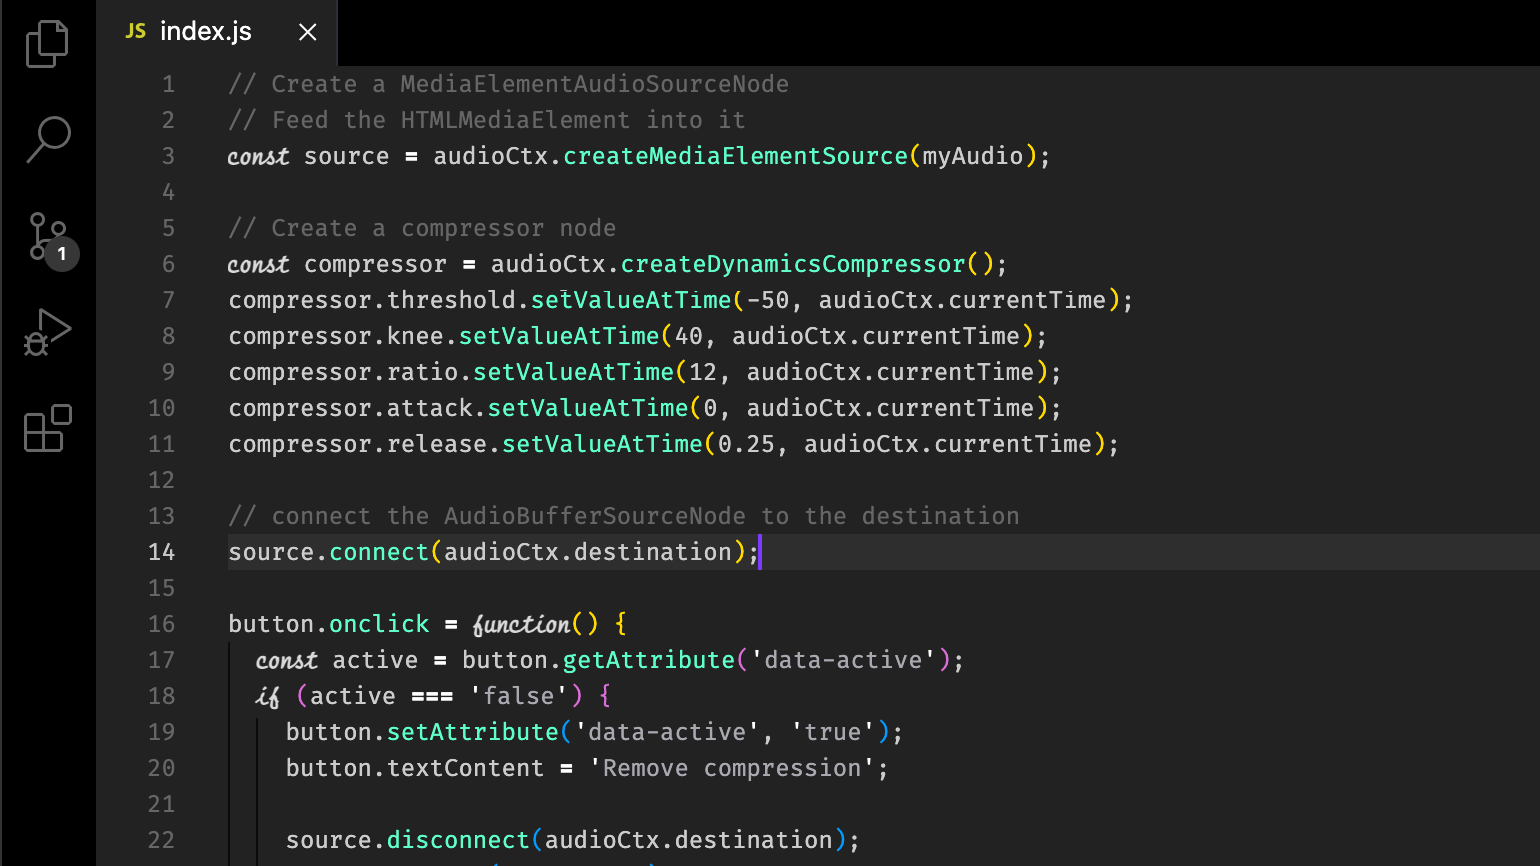 JS index.js
1 // Create a MediaElementAudioSourceNode
2 // Feed the HTMLMediaElement into it
3 const source = audioCtx.createMediaElementSource(myAudio);
4
5 // Create a compressor node
6 const compressor = audioCtx.createDynamicsCompressor();
7 compressor.threshold.setValueAtTime(-50, audioCtx.currentTime);
8 compressor.knee.setValueAtTime(40, audioCtx.currentTime);
9 compressor.ratio.setValueAtTime(12, audioCtx.currentTime);
10 compressor.attack.setValueAtTime(0, audioCtx.currentTime);
11 compressor.release.setValueAtTime(0.25, audioCtx.currentTime);
12
13 // connect the AudioBufferSourceNode to the destination
14 source.connect(audioCtx.destination);
15
16 button.onclick = function() {
17 const active = button.getAttribute('data-active');
18 if (active === 'false') {
19 button.setAttribute('data-active', 'true');
20 button.textContent = 'Remove compression';
21
22 source.disconnect(audioCtx.destination);
1